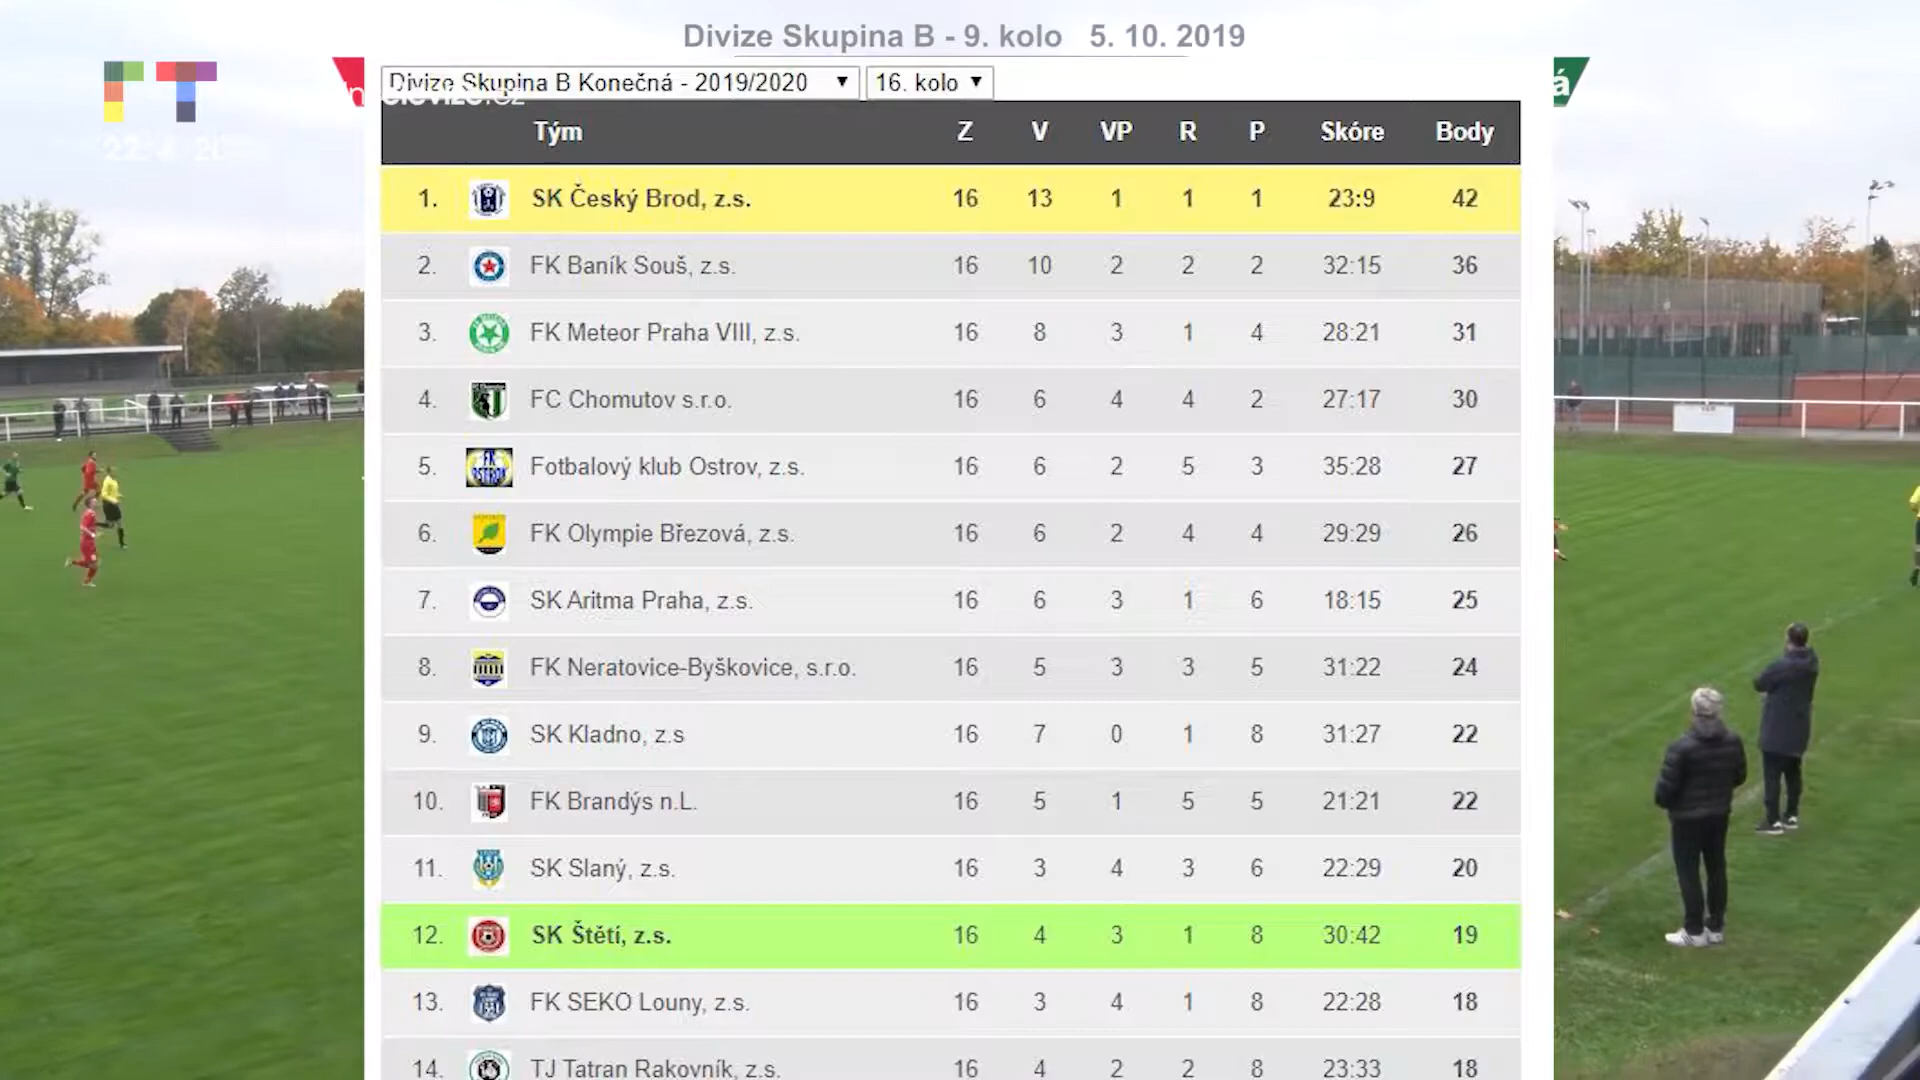 Divize Skupina B - 9. kolo 5. 10. 2019
Divize Skupina B Konečná - 2019/2020 ▼ 16. kolo ▼
Tým Z V VP R P Skóre Body
1. SK Český Brod, z.s. 16 13 1 1 1 23:9 42
2. FK Baník Souš, z.s. 16 10 2 2 2 32:15 36
3. FK Meteor Praha VIII, z.s. 16 8 3 1 4 28:21 31
4. FC Chomutov s.r.o. 16 6 4 4 2 27:17 30
5. Fotbalový klub Ostrov, z.s. 16 6 2 5 3 35:28 27
6. FK Olympie Březová, z.s. 16 6 2 4 4 29:29 26
7. SK Aritma Praha, z.s. 16 6 3 1 6 18:15 25
8. FK Neratovice-Byškovice, s.r.o. 16 5 3 3 5 31:22 24
9. SK Kladno, z.s 16 7 0 1 8 31:27 22
10. FK Brandýs n.L. 16 5 1 5 5 21:21 22
11. SK Slaný, z.s. 16 3 4 3 6 22:29 20
12. SK Štětí, z.s. 16 4 3 1 8 30:42 19
13. FK SEKO Louny, z.s. 16 3 4 1 8 22:28 18
14. TJ Tatran Rakovník, z.s. 16 4 2 2 8 23:33 18